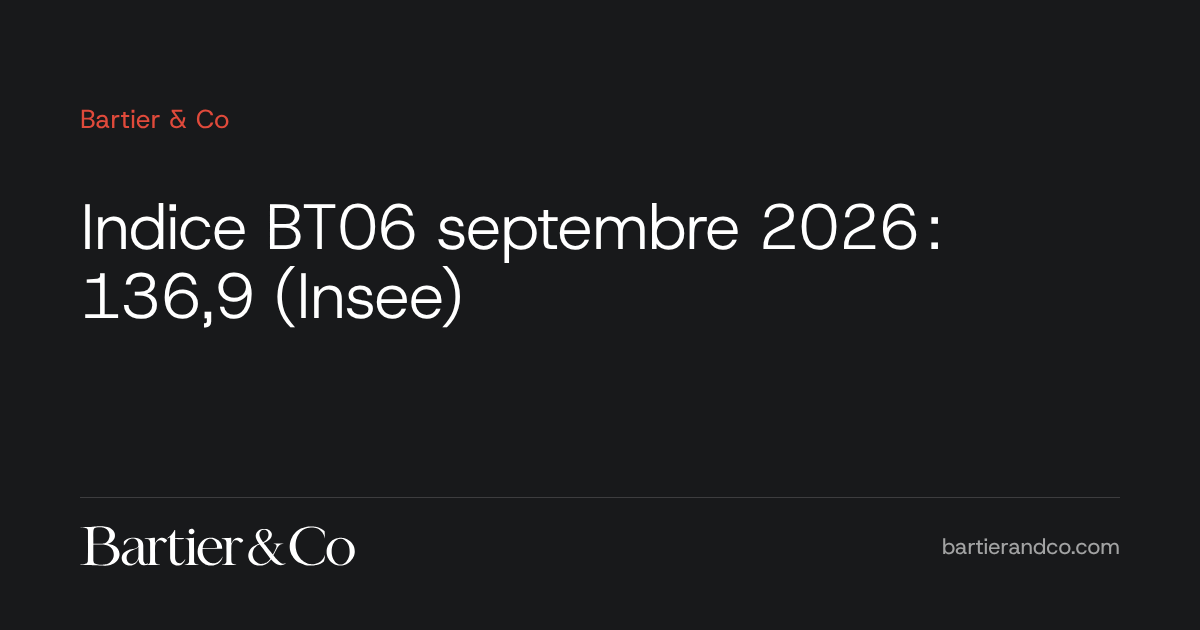 Bartier & Co
Indice BT06 septembre 2026 :
136,9 (Insee)
Bartier & Co
bartierandco.com